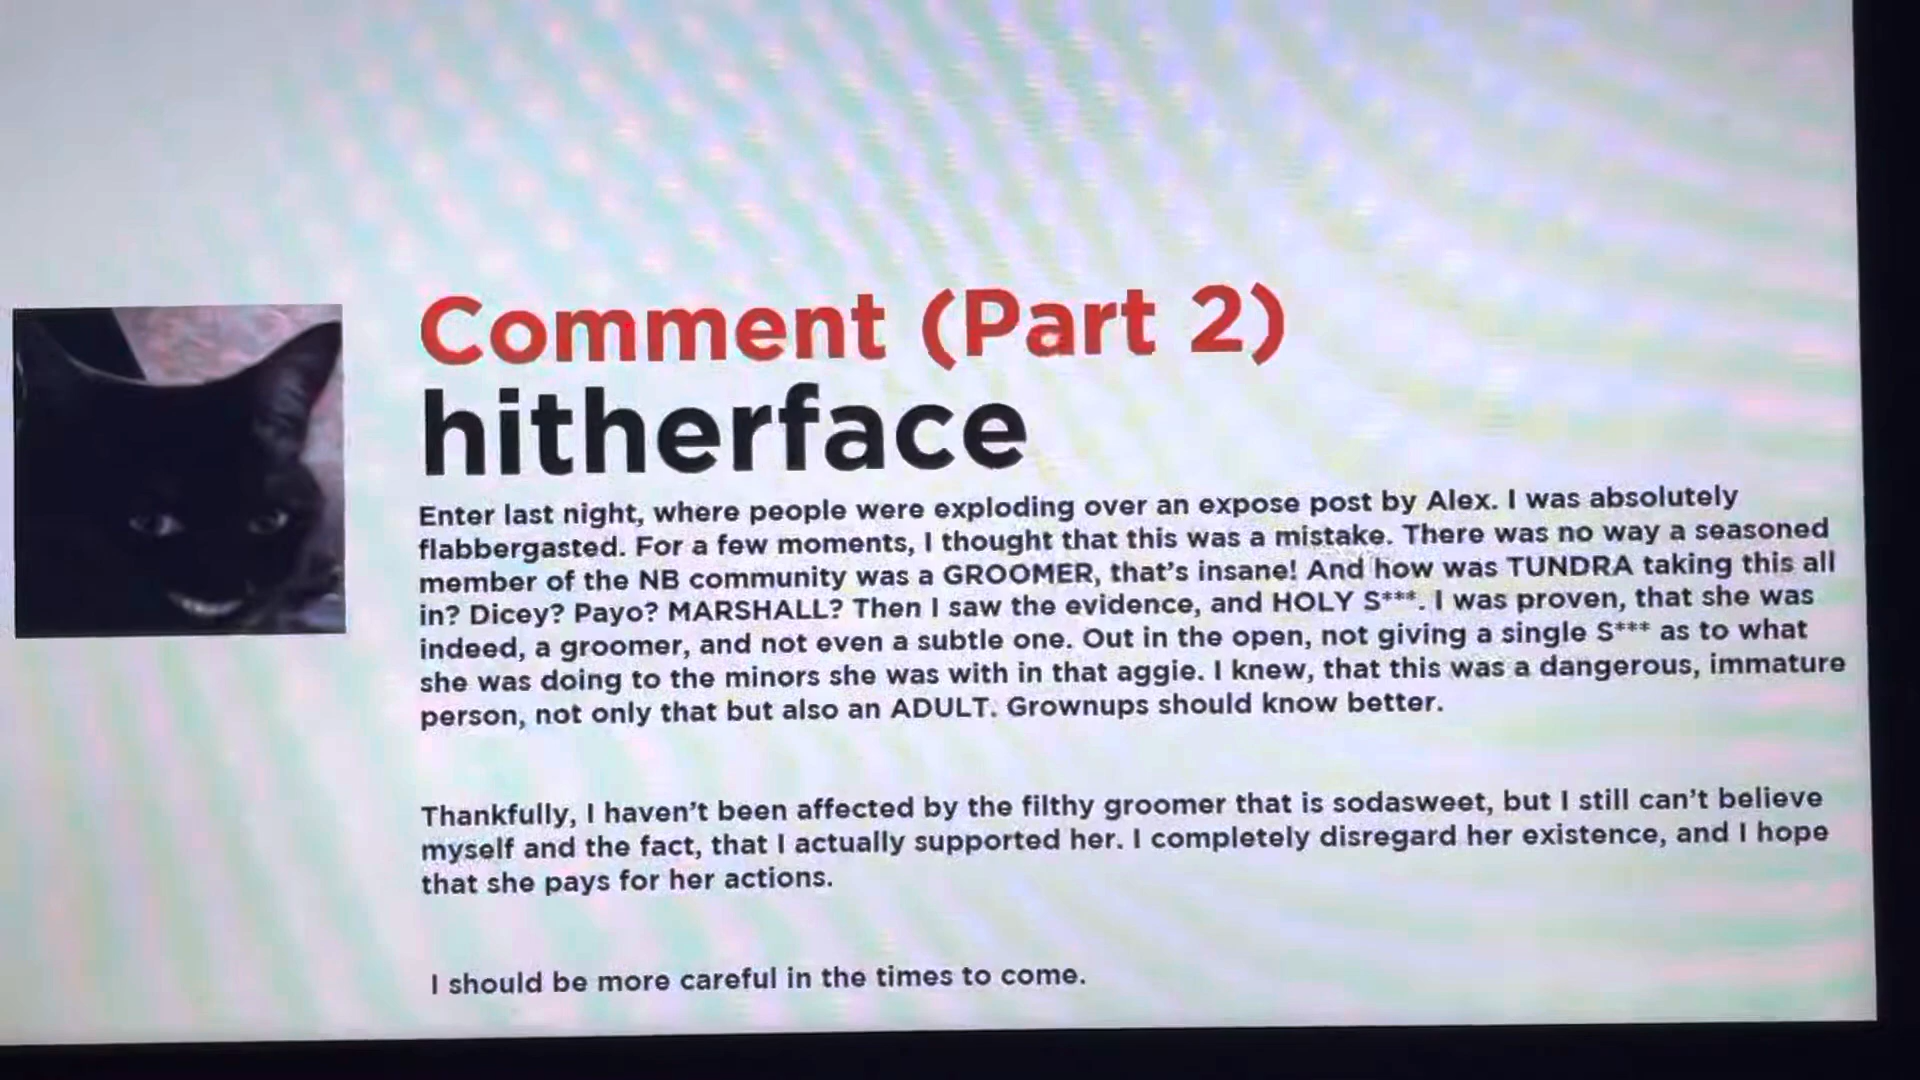 Comment (Part 2)
hitherface
Enter last night, where people were exploding over an expose post by Alex. I was absolutely
flabbergasted. For a few moments, I thought that this was a mistake. There was no way a seasoned
member of the NB community was a GROOMER, that's insane! And how was TUNDRA taking this all
in? Dicey? Payo? MARSHALL? Then I saw the evidence, and HOLY S***. I was proven, that she was
indeed, a groomer, and not even a subtle one. Out in the open, not giving a single S*** as to what
she was doing to the minors she was with in that aggie. I knew, that this was a dangerous, immature
person, not only that but also an ADULT. Grownups should know better.
Thankfully, I haven't been affected by the filthy groomer that is sodasweet, but I still can't believe
myself and the fact, that I actually supported her. I completely disregard her existence, and I hope
that she pays for her actions.
I should be more careful in the times to come.